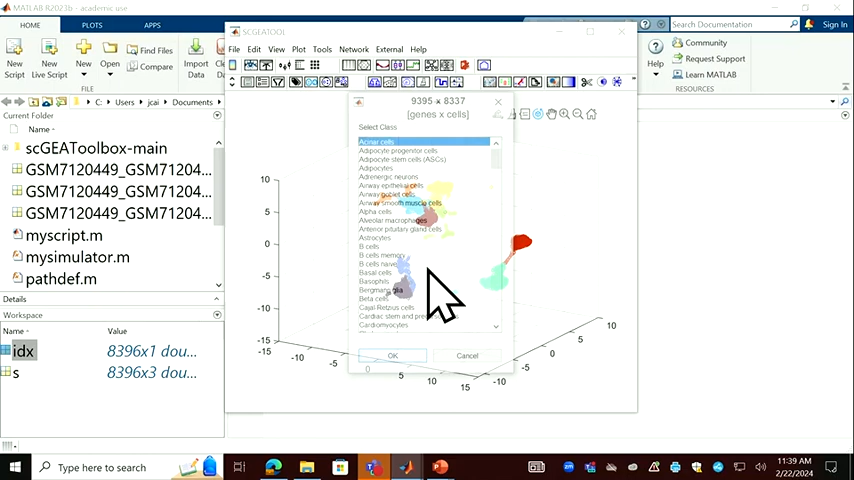 MATLAB R2023b - academic use
HOME
PLOTS
APPS
Search Documentation
Sign In
New Script
New Live Script
New
Open
Find Files
Compare
Import Data
FILE
Help
Community
Request Support
Learn MATLAB
RESOURCES
C:
Users
jcai
Documents
Current Folder
Name
scGEAToolbox-main
GSM7120449_GSM71204...
GSM7120449_GSM71204...
GSM7120449_GSM71204...
myscript.m
mysimulator.m
pathdef.m
Details
Workspace
Name
Value
idx
8396x1 dou...
s
8396x3 dou...
SCGEATOOL
File Edit View Plot Tools Network External Help
9395 x 8337
[genes x cells]
Select Class
Acinar cells
Adipocyte progenitor cells
Adipocyte stem cells (ASCs)
Adipocytes
Adrenergic neurons
Airway epithelial cells
Airway goblet cells
Airway smooth muscle cells
Alpha cells
Alveolar macrophages
Anterior pituitary gland cells
Astrocytes
B cells
B cells memory
B cells naive
Basal cells
Basophils
Bergmann glia
Beta cells
Cajal-Retzius cells
Cardiac stem and
Cardiomyocytes
OK
Cancel
10
5
0
-5
-10
-15
-15
-10
-5
0
5
10
15
-10
-5
0
5
10
Type here to search
11:39 AM
2/22/2024